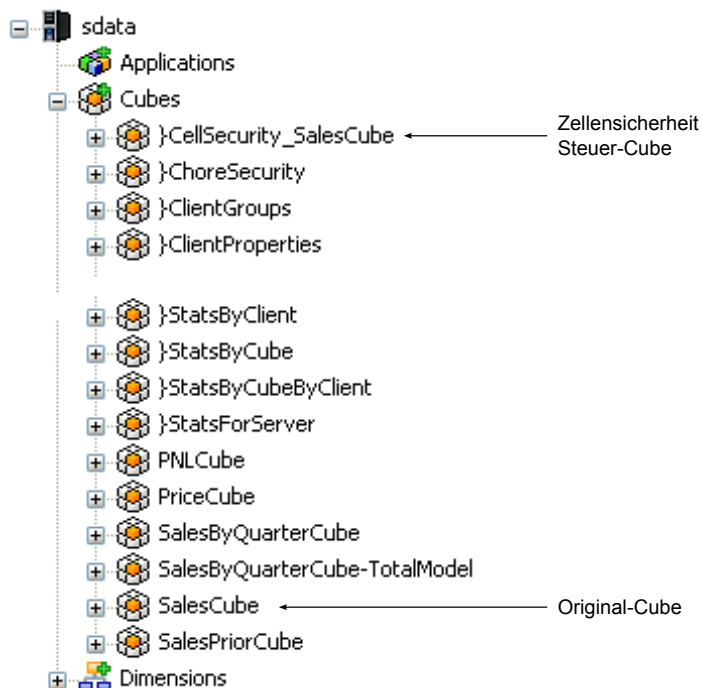 sdata
Applications
Cubes
}CellSecurity_SalesCube
Zellensicherheit
Steuer-Cube
}ChoreSecurity
}ClientGroups
}ClientProperties
}StatsByClient
}StatsByCube
}StatsByCubeByClient
}StatsForServer
PNLCube
PriceCube
SalesByQuarterCube
SalesByQuarterCube-TotalModel
SalesCube
Original-Cube
SalesPriorCube
Dimensions